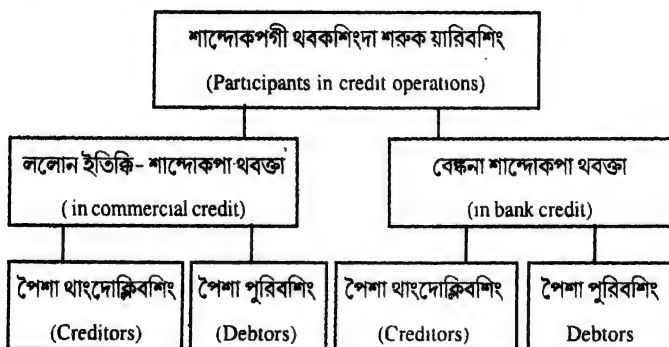 শান্দোকপগী থবকশিংদা শরুক য়ারিবশিং
(Participants in credit operations)
ললোন ইতিক্কি- শান্দোকপা থবক্তা
( in commercial credit)
বেঙ্কনা শান্দোকপা থবক্তা
(in bank credit)
পৈশা থাংদোক্লিবশিং
(Creditors)
পৈশা পুরিবশিং
(Debtors)
পৈশা থাংদোক্লিবশিং
(Creditors)
পৈশা পুরিবশিং
Debtors